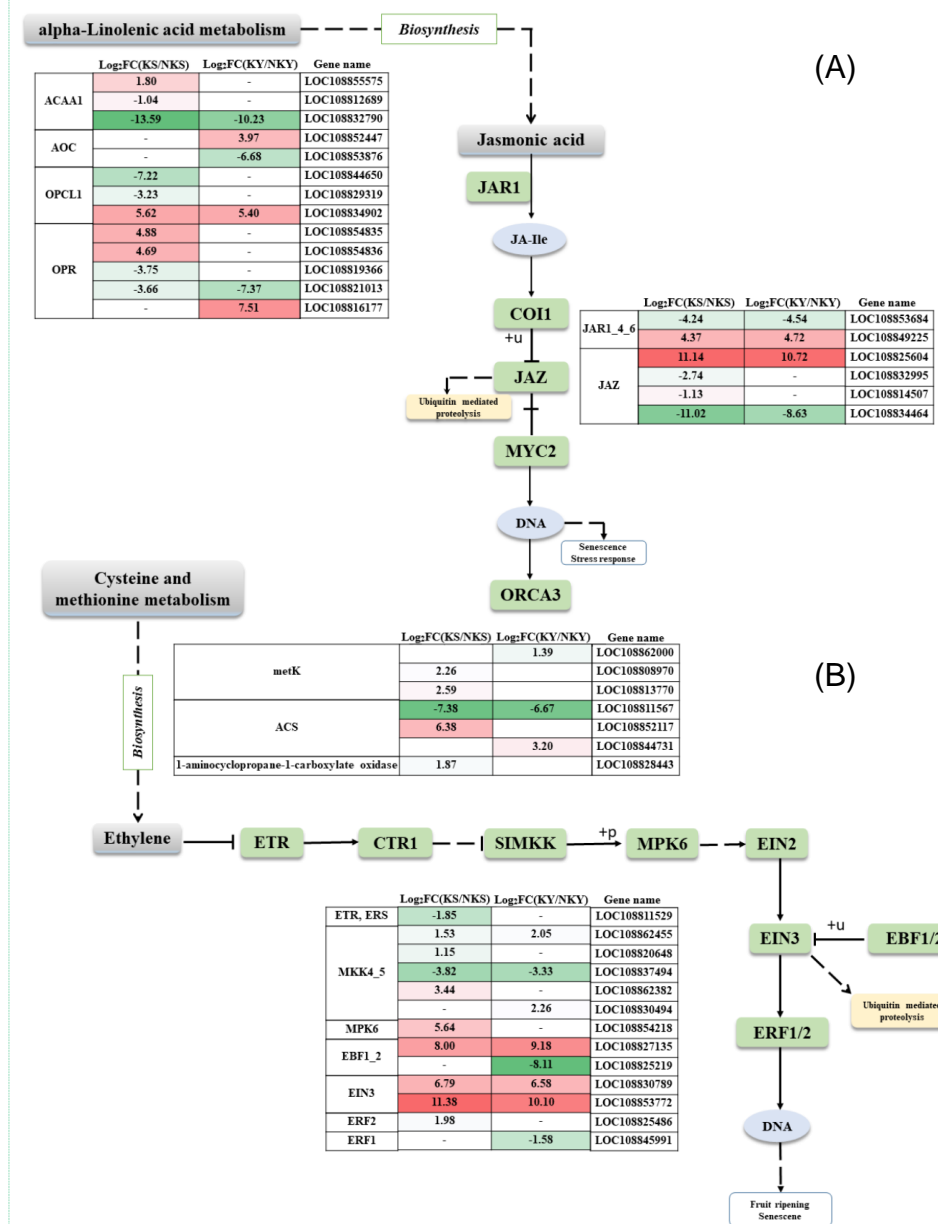 alpha-Linolenic acid metabolism
Biosynthesis
(A)
Log₂FC(KS/NKS) Log₂FC(KY/NKY) Gene name
ACAA1
1.80 - LOC108855575
-1.04 - LOC108812689
-13.59 -10.23 LOC108832790
AOC
- 3.97 LOC108852447
- -6.68 LOC108853876
OPCL1
-7.22 - LOC108844650
-3.23 - LOC108829319
5.62 5.40 LOC108834902
OPR
4.88 - LOC108854835
4.69 - LOC108854836
-3.75 - LOC108819366
-3.66 -7.37 LOC108821013
- 7.51 LOC108816177
Jasmonic acid
JAR1
JA-Ile
COI1
+u
JAZ
Ubiquitin mediated
proteolysis
MYC2
DNA
Senescence
Stress response
ORCA3
Log₂FC(KS/NKS) Log₂FC(KY/NKY) Gene name
JAR1_4_6
-4.24 -4.54 LOC108853684
4.37 4.72 LOC108849225
JAZ
11.14 10.72 LOC108825604
-2.74 - LOC108832995
-1.13 - LOC108814507
-11.02 -8.63 LOC108834464
Cysteine and
methionine metabolism
Biosynthesis
(B)
Log₂FC(KS/NKS) Log₂FC(KY/NKY) Gene name
metK
1.39 LOC108862000
2.26 LOC108808970
2.59 LOC108813770
ACS
-7.38 -6.67 LOC108811567
6.38 LOC108852117
3.20 LOC108844731
1-aminocyclopropane-1-carboxylate oxidase 1.87 LOC108828443
Ethylene
ETR
CTR1
SIMKK
+p
MPK6
EIN2
EIN3
+u
EBF1/2
Ubiquitin mediated
proteolysis
ERF1/2
DNA
Fruit ripening
Senescene
Log₂FC(KS/NKS) Log₂FC(KY/NKY) Gene name
ETR, ERS -1.85 - LOC108811529
MKK4_5
1.53 2.05 LOC108862455
1.15 LOC108820648
-3.82 -3.33 LOC108837494
3.44 LOC108862382
- 2.26 LOC108830494
MPK6 5.64 - LOC108854218
EBF1_2
8.00 9.18 LOC108827135
- -8.11 LOC108825219
EIN3
6.79 6.58 LOC108830789
11.38 10.10 LOC108853772
ERF2 1.98 - LOC108825486
ERF1 - -1.58 LOC108845991